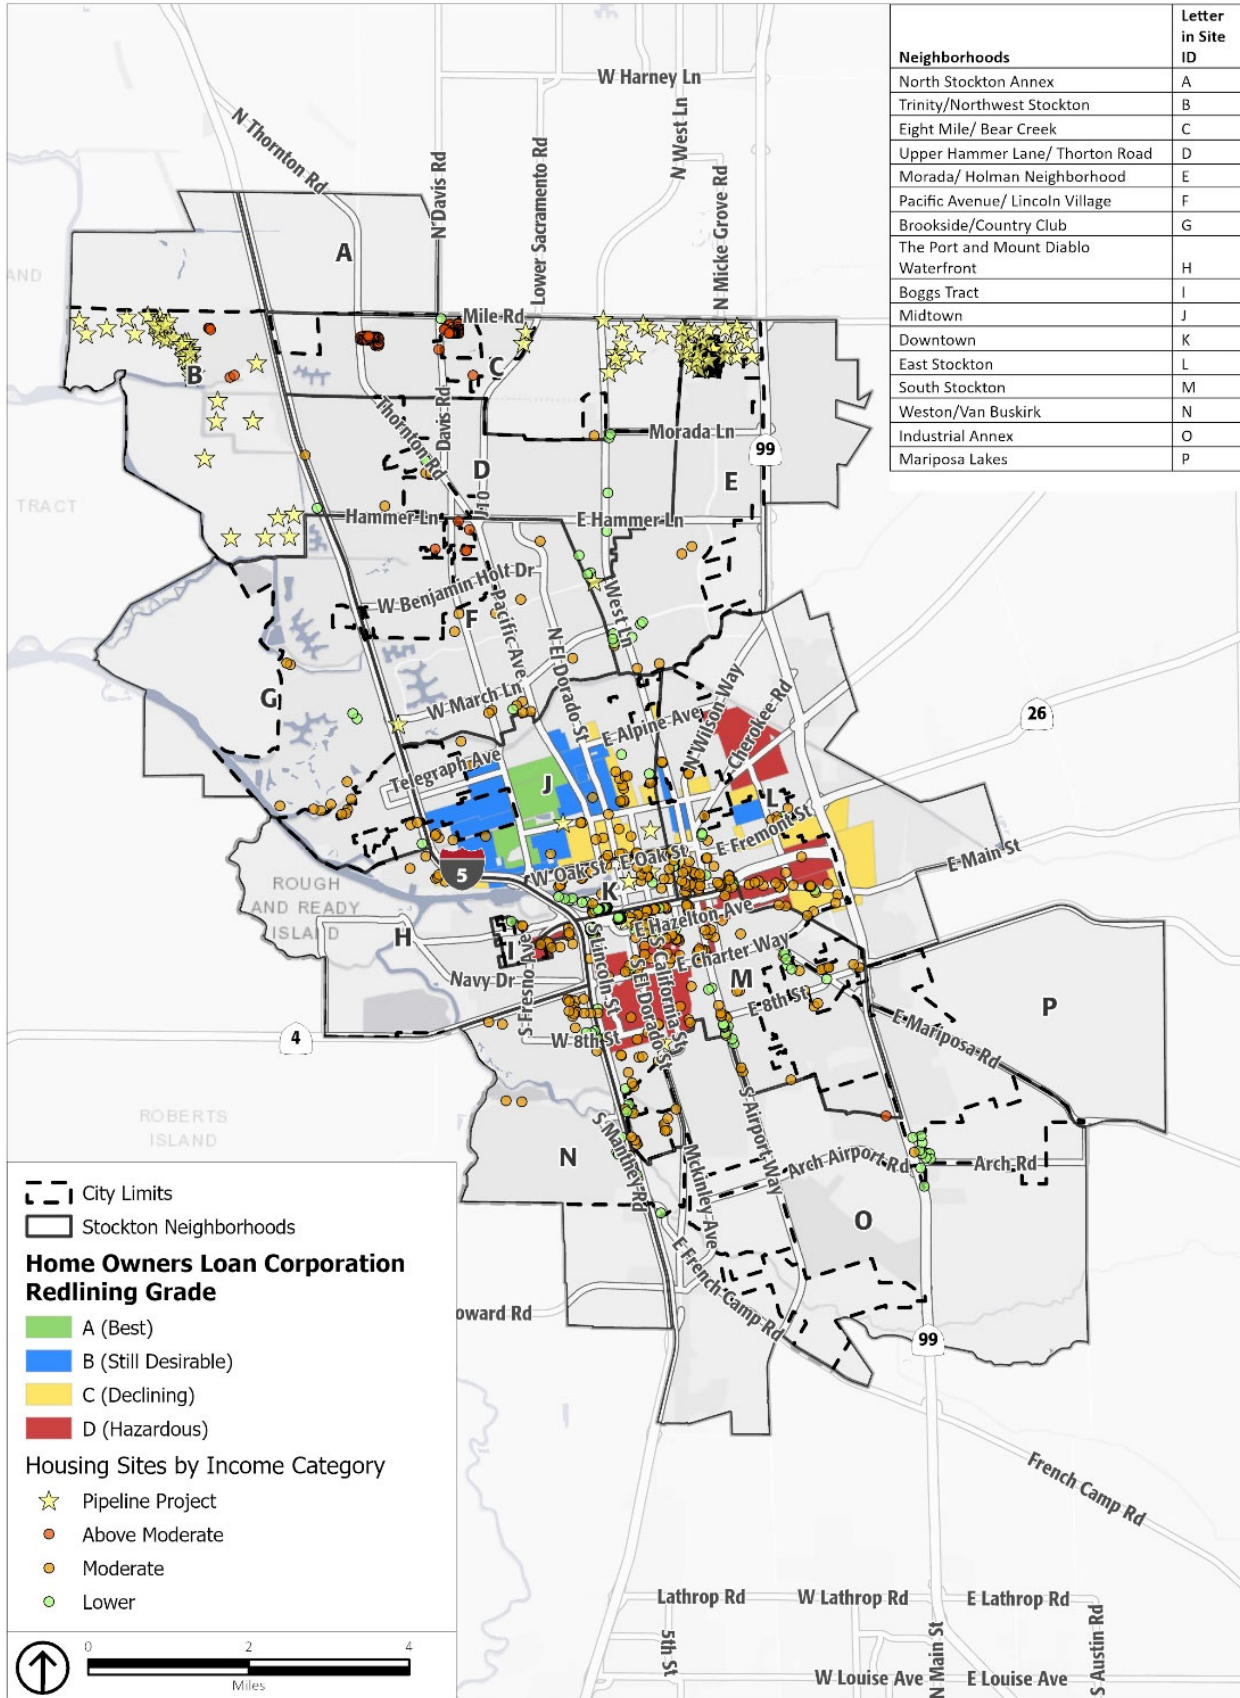 Neighborhoods
Letter
in Site
ID
North Stockton Annex A
Trinity/Northwest Stockton B
Eight Mile/ Bear Creek C
Upper Hammer Lane/ Thorton Road D
Morada/ Holman Neighborhood E
Pacific Avenue/ Lincoln Village F
Brookside/Country Club G
The Port and Mount Diablo
Waterfront H
Boggs Tract I
Midtown J
Downtown K
East Stockton L
South Stockton M
Weston/Van Buskirk N
Industrial Annex O
Mariposa Lakes P
W Harney Ln
N Thornton Rd
N Davis Rd
Lower Sacramento Rd
N West Ln
N Micke Grove Rd
A
AND
Mile Rd
B
C
Thornton Rd
Davis Rd
Morada Ln
99
D
E
TRACT
J-10
Hammer Ln
E Hammer Ln
W Benjamin Holt Dr
F
Pacific Ave
N El Dorado St
West Ln
G
W March Ln
N Wilson Way
Cherokee Rd
26
E Alpine Ave
Telegraph Ave
J
L
E Fremont St
5
W Oak St
E Oak St
E Main St
ROUGH
AND READY
ISLAND
K
H
I
E Hazelton Ave
Navy Dr
S Fresno Ave
S Lincoln St
S El Dorado St
S California St
E Charter Way
M
E 8th St
P
4
W 8th St
E Mariposa Rd
ROBERTS
ISLAND
N
S Manthey Rd
Mckinley Ave
S Airport Way
Arch Airport Rd
Arch Rd
O
E French Camp Rd
oward Rd
99
French Camp Rd
Lathrop Rd
W Lathrop Rd
E Lathrop Rd
5th St
N Main St
S Austin Rd
W Louise Ave
E Louise Ave
City Limits
Stockton Neighborhoods
Home Owners Loan Corporation
Redlining Grade
A (Best)
B (Still Desirable)
C (Declining)
D (Hazardous)
Housing Sites by Income Category
Pipeline Project
Above Moderate
Moderate
Lower
0 2 4
Miles